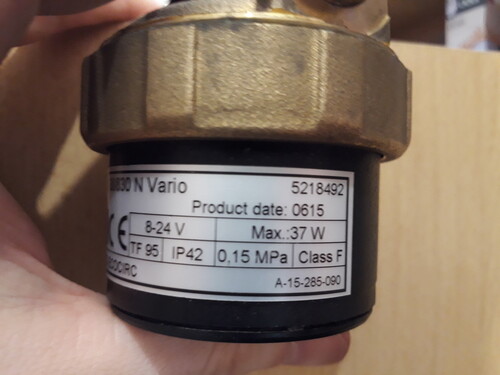 N Vario 5218492
Product date: 0615
CE 8-24 V Max.:37 W
TF 95 IP42 0,15 MPa Class F
A-15-285-090